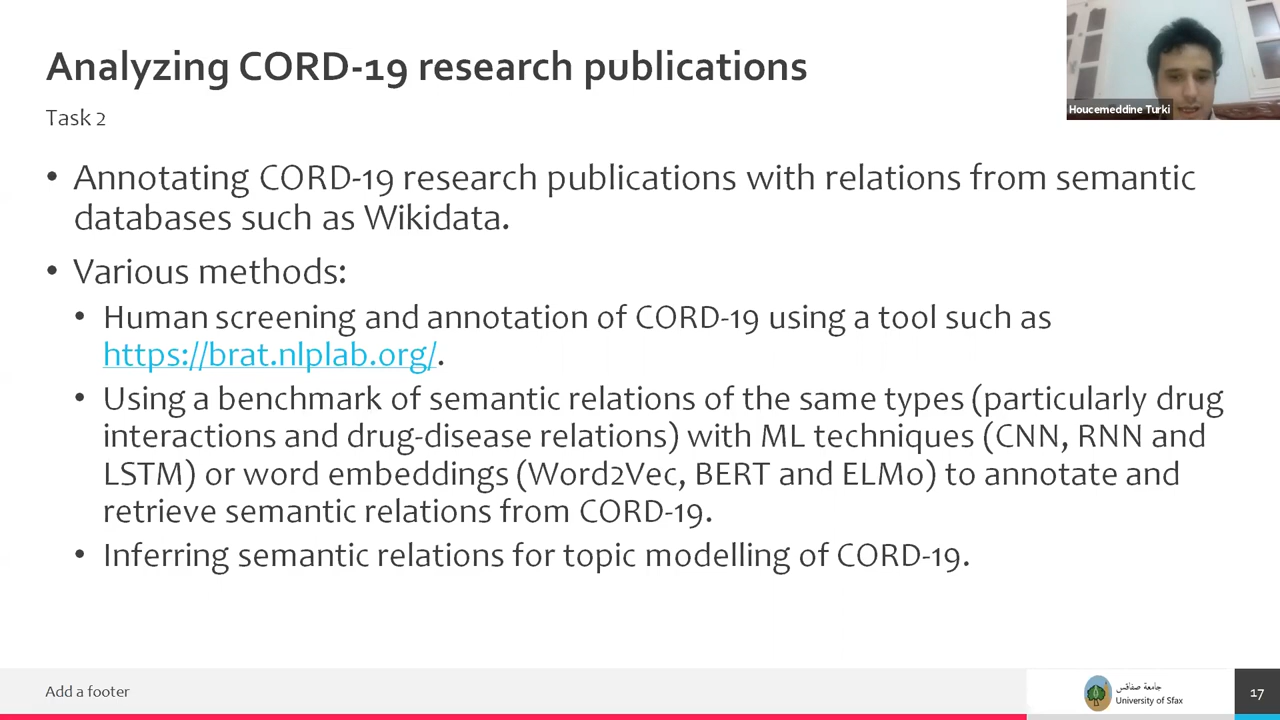 Analyzing CORD-19 research publications
Task 2
Houcemeddine Turki
• Annotating CORD-19 research publications with relations from semantic
databases such as Wikidata.
• Various methods:
• Human screening and annotation of CORD-19 using a tool such as
https://brat.nlplab.org/.
• Using a benchmark of semantic relations of the same types (particularly drug
interactions and drug-disease relations) with ML techniques (CNN, RNN and
LSTM) or word embeddings (Word2Vec, BERT and ELMo) to annotate and
retrieve semantic relations from CORD-19.
• Inferring semantic relations for topic modelling of CORD-19.
Add a footer
جامعة صفاقس
University of Sfax
17